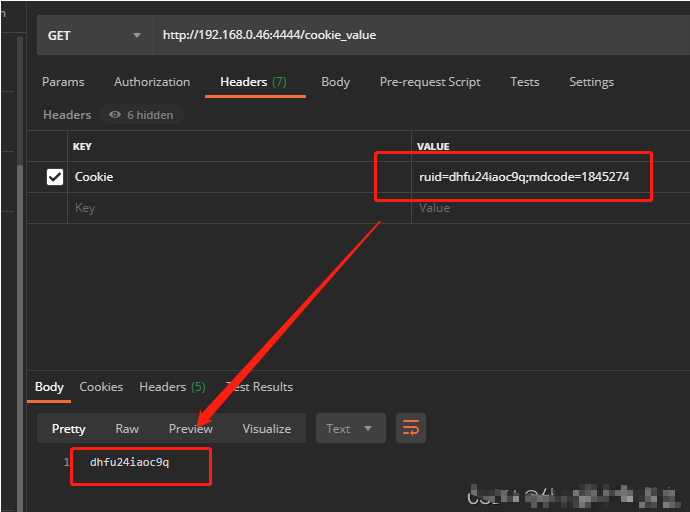 GET http://192.168.0.46:4444/cookie_value
Params Authorization Headers (7) Body Pre-request Script Tests Settings
Headers 6 hidden
KEY VALUE
Cookie ruid=dhfu24iaoc9q;mdcode=1845274
Key Value
Body Cookies Headers (5) Test Results
Pretty Raw Preview Visualize Text
1 dhfu24iaoc9q